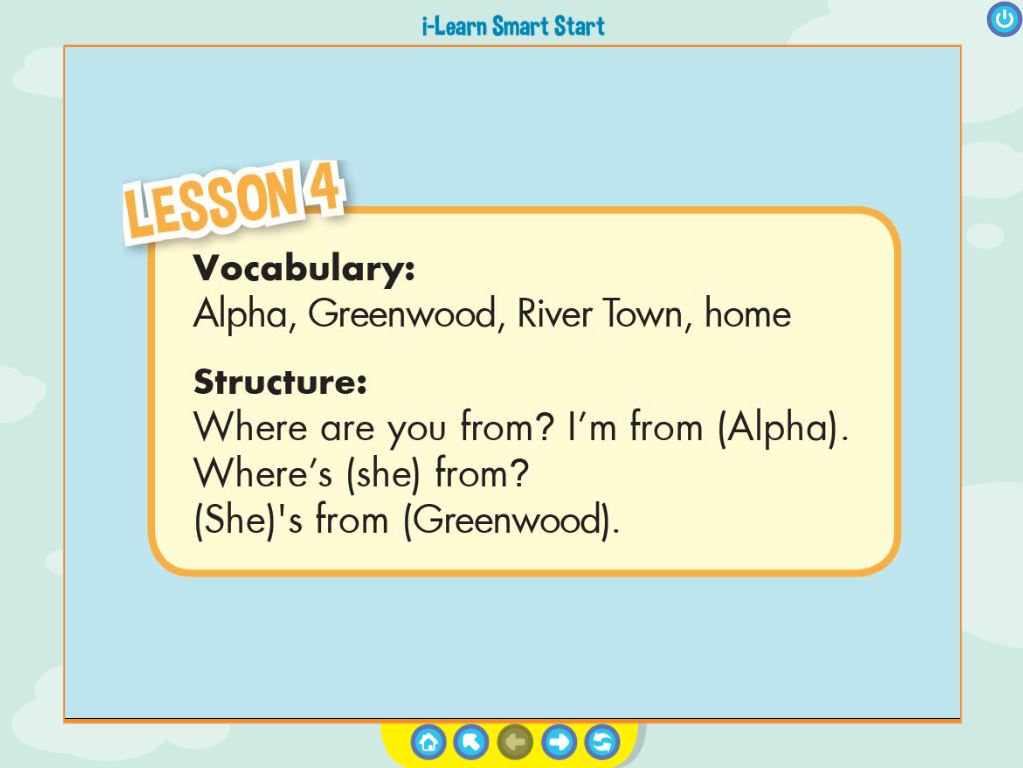 i-Learn Smart Start
LESSON 4
Vocabulary:
Alpha, Greenwood, River Town, home
Structure:
Where are you from? I’m from (Alpha).
Where’s (she) from?
(She)'s from (Greenwood).